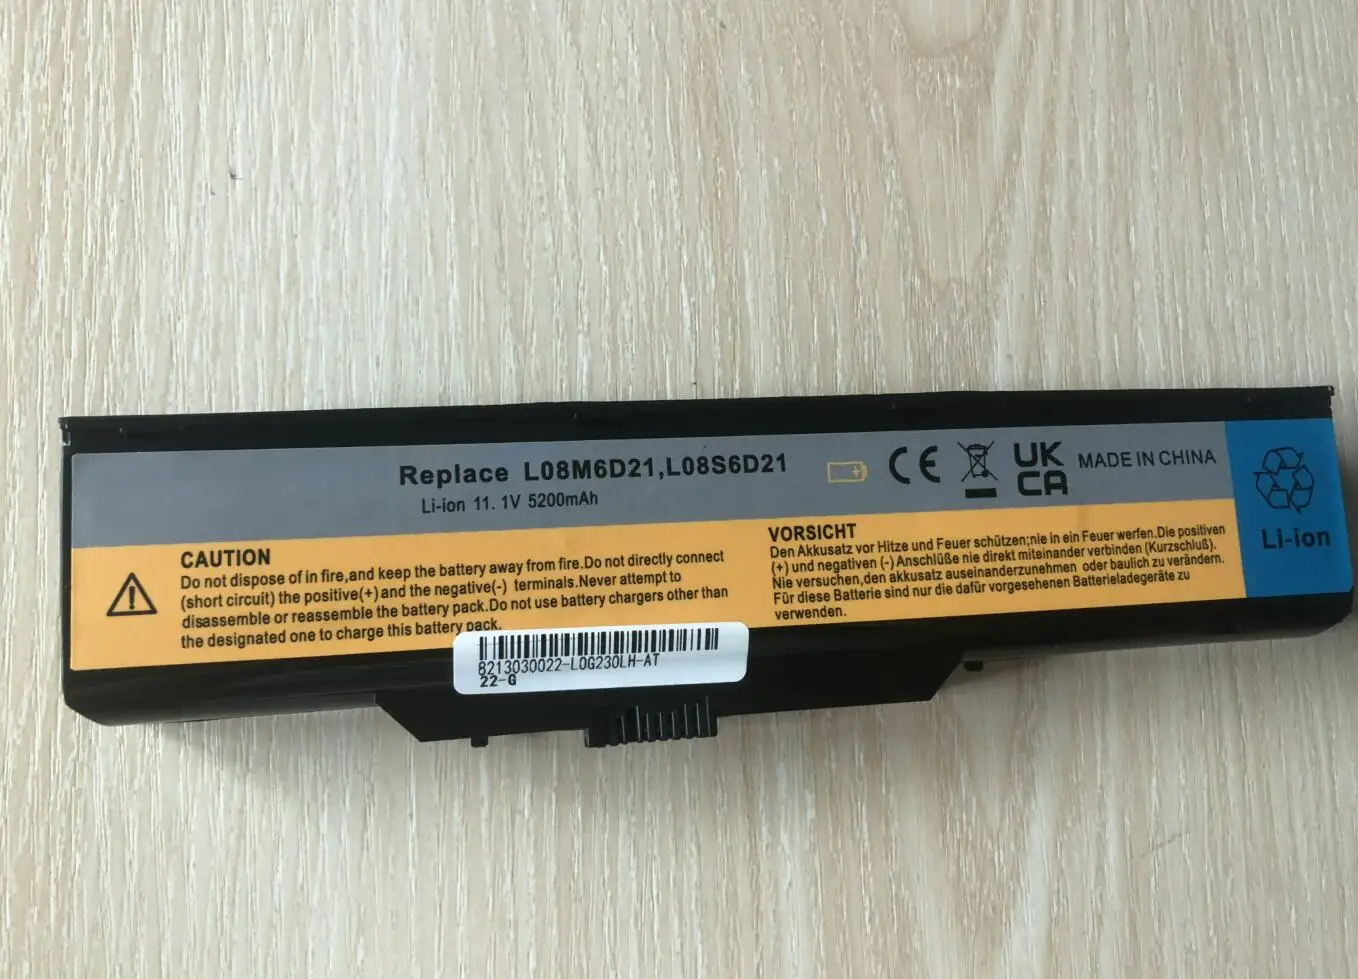 Replace L08M6D21,L08S6D21
Li-ion 11.1V 5200mAh
CE
UK
CA
MADE IN CHINA
Li-ion
CAUTION
Do not dispose of in fire,and keep the battery away from fire.Do not directly connect
(short circuit) the positive(+) and the negative(-) terminals.Never attempt to
disassemble or reassemble the battery pack.Do not use battery chargers other than
the designated one to charge this battery pack.
VORSICHT
Den Akkusatz vor Hitze und Feuer schützen;nie in ein Feuer werfen.Die positiven
(+) und negativen (-) Anschlüße nie direkt miteinander verbinden (Kurzschluß).
Nie versuchen,den akkusatz auseinanderzunehmen oder baulich zu verändern.
Für diese Batterie sind nur die dafür vorgesehenen Batterieladegeräte zu
verwenden.
8213030022-L0G230LH-AT
22-G